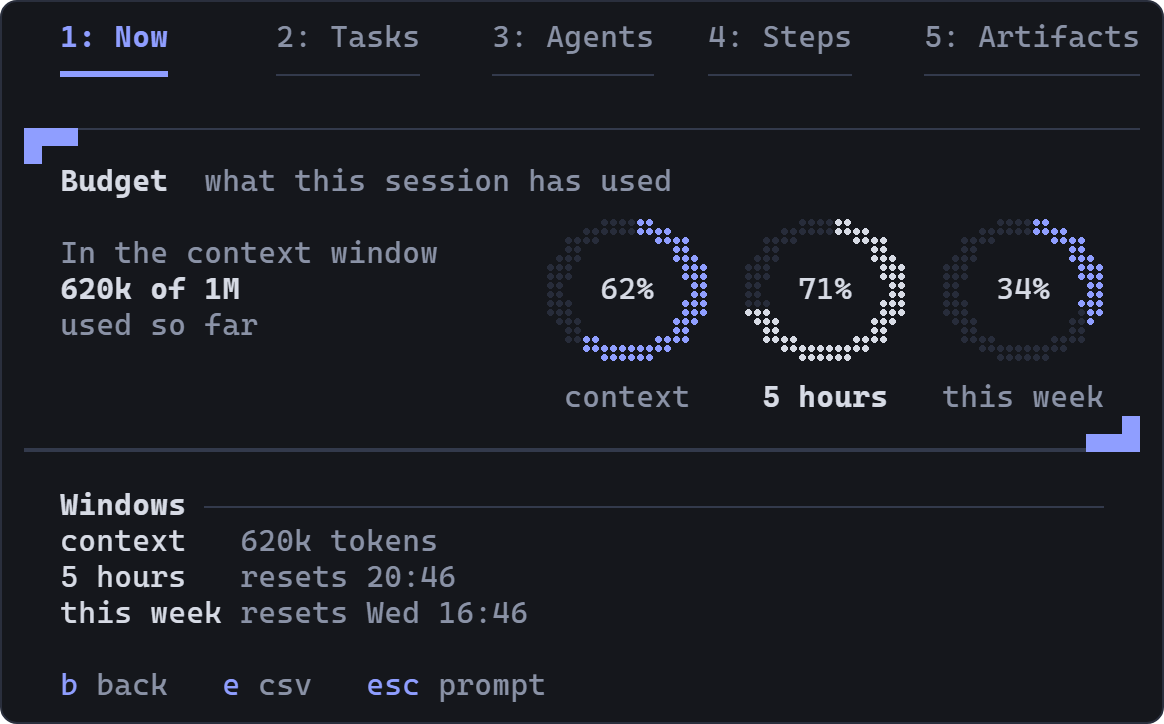 1: Now 2: Tasks 3: Agents 4: Steps 5: Artifacts
Budget what this session has used
In the context window
620k of 1M
used so far
62% 71% 34%
context 5 hours this week
Windows
context 620k tokens
5 hours resets 20:46
this week resets Wed 16:46
b back e csv esc prompt